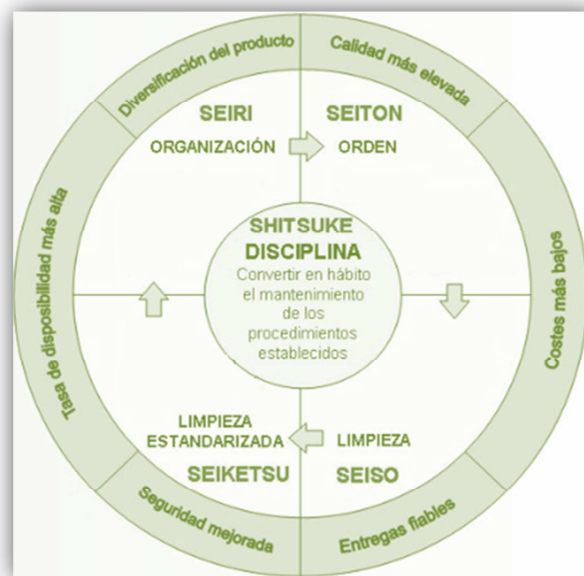 Diversificación del producto
Calidad más elevada
SEIRI
ORGANIZACIÓN
SEITON
ORDEN
SHITSUKE
DISCIPLINA
Convertir en hábito
el mantenimiento
de los
procedimientos
establecidos
Tasa de disposibilidad más alta
Costes más bajos
LIMPIEZA
ESTANDARIZADA
SEIKETSU
LIMPIEZA
SEISO
Seguridad mejorada
Entregas fiables